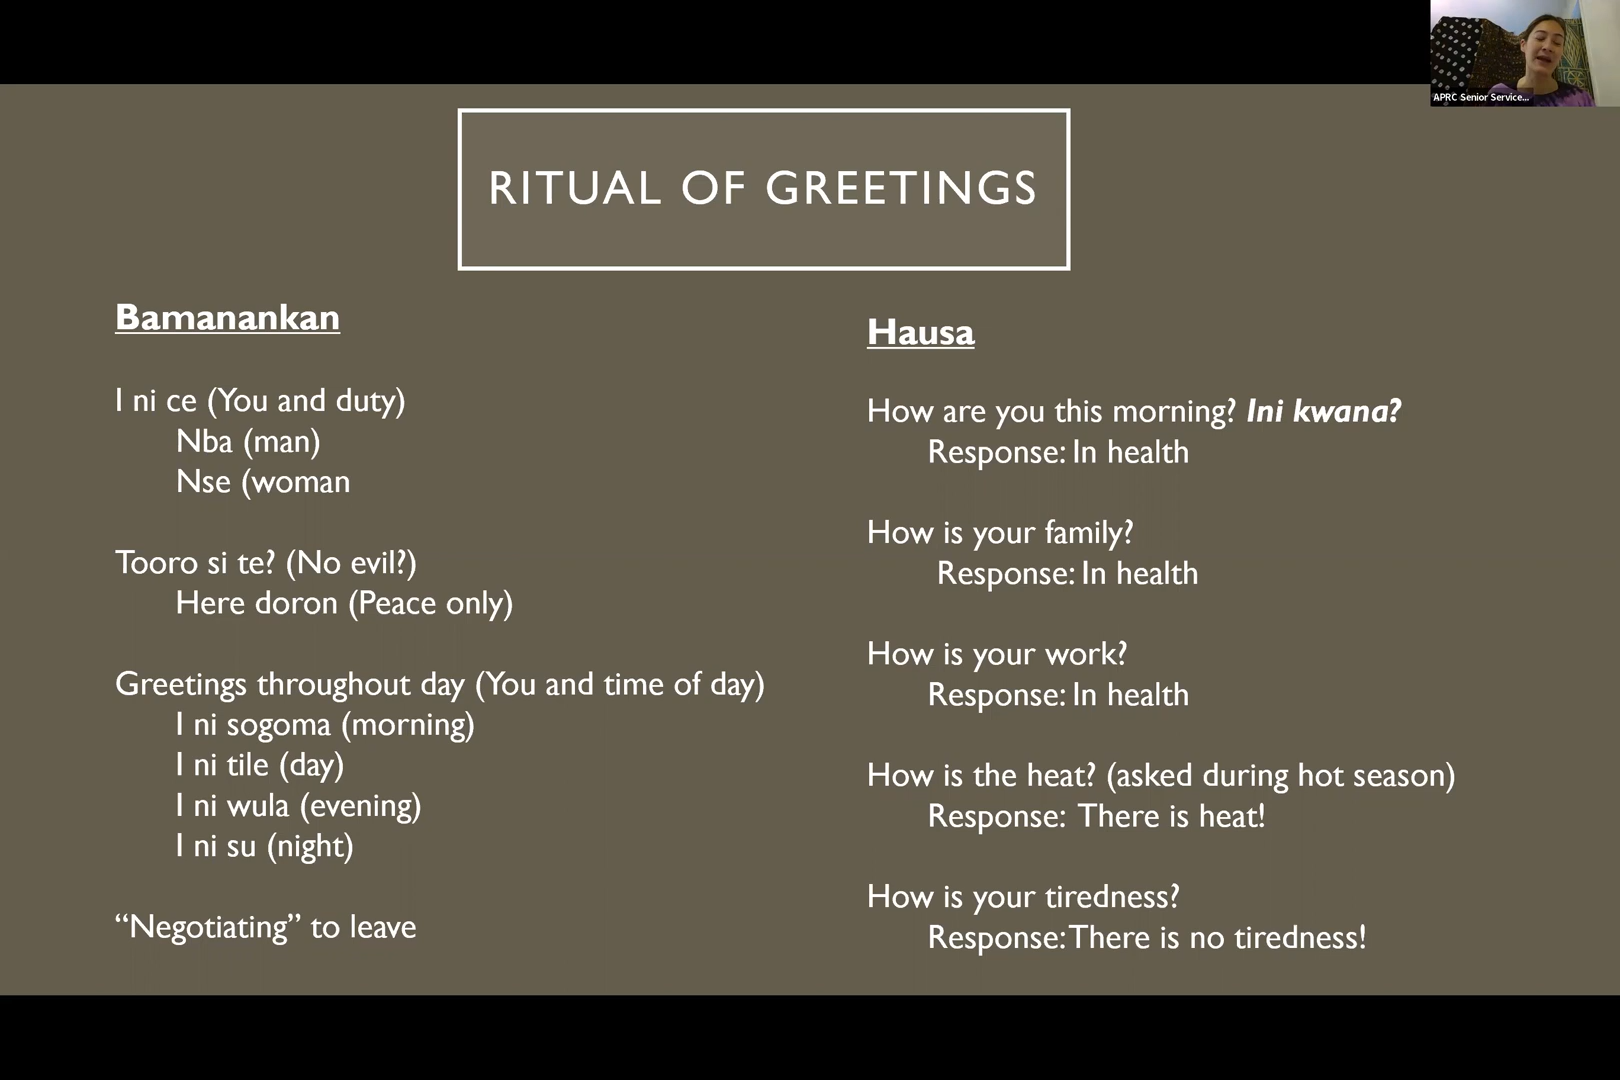 APRC Senior Service...
RITUAL OF GREETINGS
Bamanankan
I ni ce (You and duty)
Nba (man)
Nse (woman
Tooro si te? (No evil?)
Here doron (Peace only)
Greetings throughout day (You and time of day)
I ni sogoma (morning)
I ni tile (day)
I ni wula (evening)
I ni su (night)
“Negotiating” to leave
Hausa
How are you this morning? Ini kwana?
Response: In health
How is your family?
Response: In health
How is your work?
Response: In health
How is the heat? (asked during hot season)
Response: There is heat!
How is your tiredness?
Response: There is no tiredness!